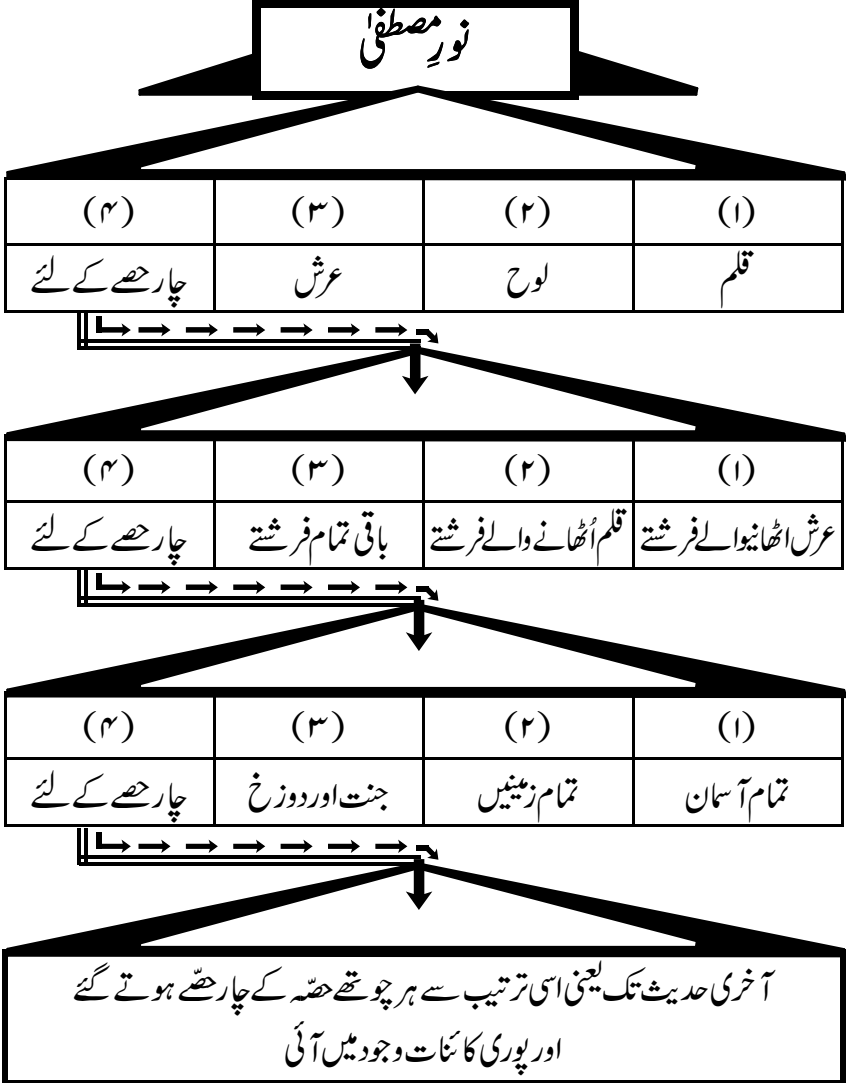 نورِ مصطفیٰ
(۱) (۲) (۳) (۴)
قلم لوح عرش چار حصے کے لئے
(۱) (۲) (۳) (۴)
عرش اٹھانیوالے فرشتے قلم اُٹھانے والے فرشتے باقی تمام فرشتے چار حصے کے لئے
(۱) (۲) (۳) (۴)
تمام آسمان تمام زمینیں جنت اور دوزخ چار حصے کے لئے
آخری حدیث تک یعنی اسی ترتیب سے ہر چوتھے حصّہ کے چار حصّے ہوتے گئے
اور پوری کائنات وجود میں آئی